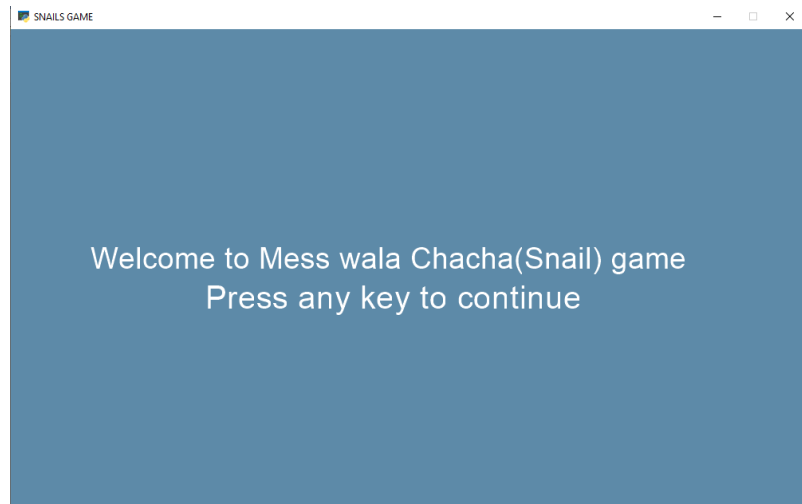 SNAILS GAME
Welcome to Mess wala Chacha(Snail) game
Press any key to continue